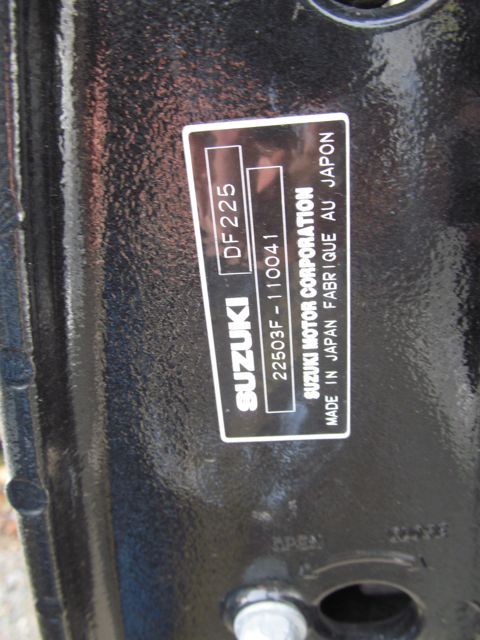 SUZUKI DF225
22503F-110041
SUZUKI MOTOR CORPORATION
MADE IN JAPAN FABRIQUE AU JAPON
OPEN